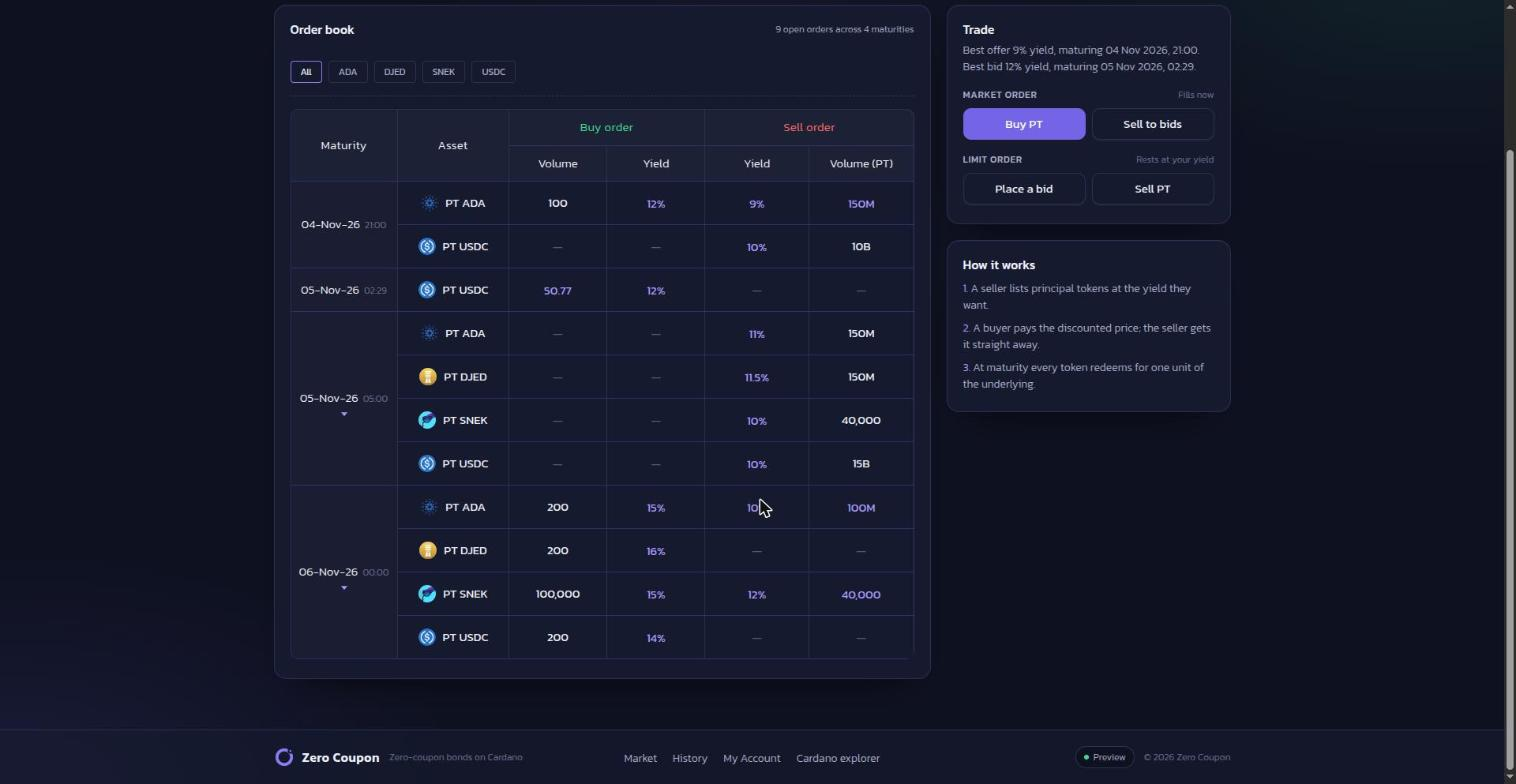 Order book
9 open orders across 4 maturities
All ADA DJED SNEK USDC
Maturity Asset Buy order Sell order
Volume Yield Yield Volume (PT)
04-Nov-26 21:00
PT ADA 100 12% 9% 150M
PT USDC — — 10% 10B
05-Nov-26 02:29
PT USDC 50.77 12% — —
05-Nov-26 05:00
PT ADA — — 11% 150M
PT DJED — — 11.5% 150M
PT SNEK — — 10% 40,000
PT USDC — — 10% 15B
06-Nov-26 00:00
PT ADA 200 15% 10 100M
PT DJED 200 16% — —
PT SNEK 100,000 15% 12% 40,000
PT USDC 200 14% — —
Trade
Best offer 9% yield, maturing 04 Nov 2026, 21:00.
Best bid 12% yield, maturing 05 Nov 2026, 02:29.
MARKET ORDER Fills now
Buy PT Sell to bids
LIMIT ORDER Rests at your yield
Place a bid Sell PT
How it works
1. A seller lists principal tokens at the yield they
want.
2. A buyer pays the discounted price; the seller gets
it straight away.
3. At maturity every token redeems for one unit of
the underlying.
Zero Coupon Zero-coupon bonds on Cardano
Market History My Account Cardano explorer
Preview © 2026 Zero Coupon